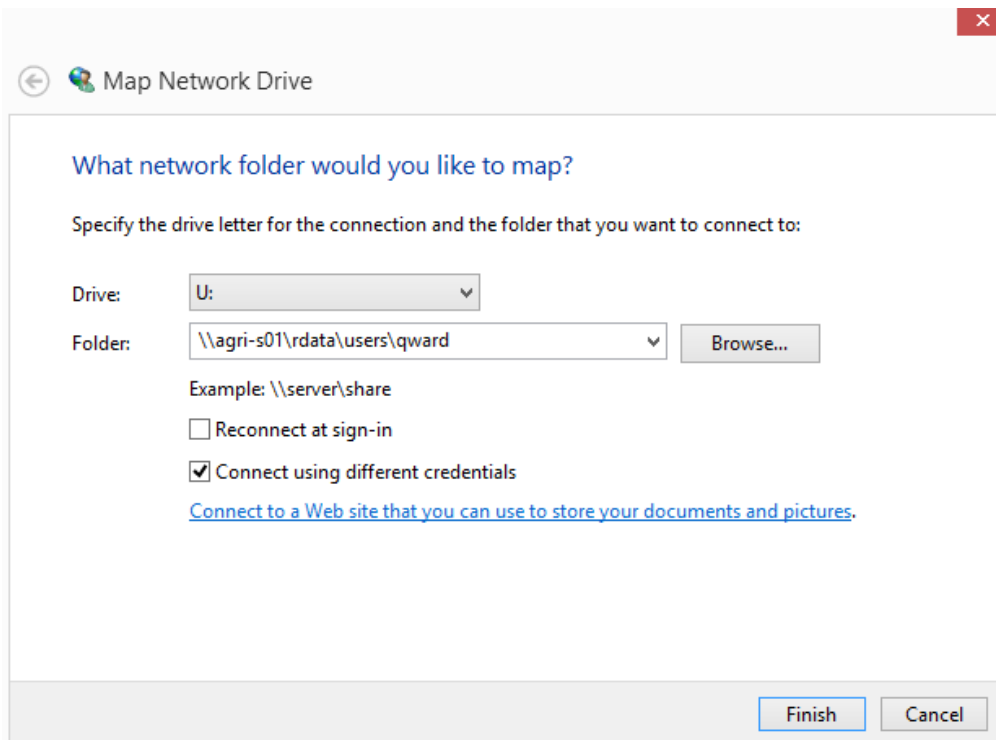 Map Network Drive
What network folder would you like to map?
Specify the drive letter for the connection and the folder that you want to connect to:
Drive: U:
Folder: \\agri-s01\rdata\users\qward Browse...
Example: \\server\share
Reconnect at sign-in
Connect using different credentials
Connect to a Web site that you can use to store your documents and pictures.
Finish Cancel